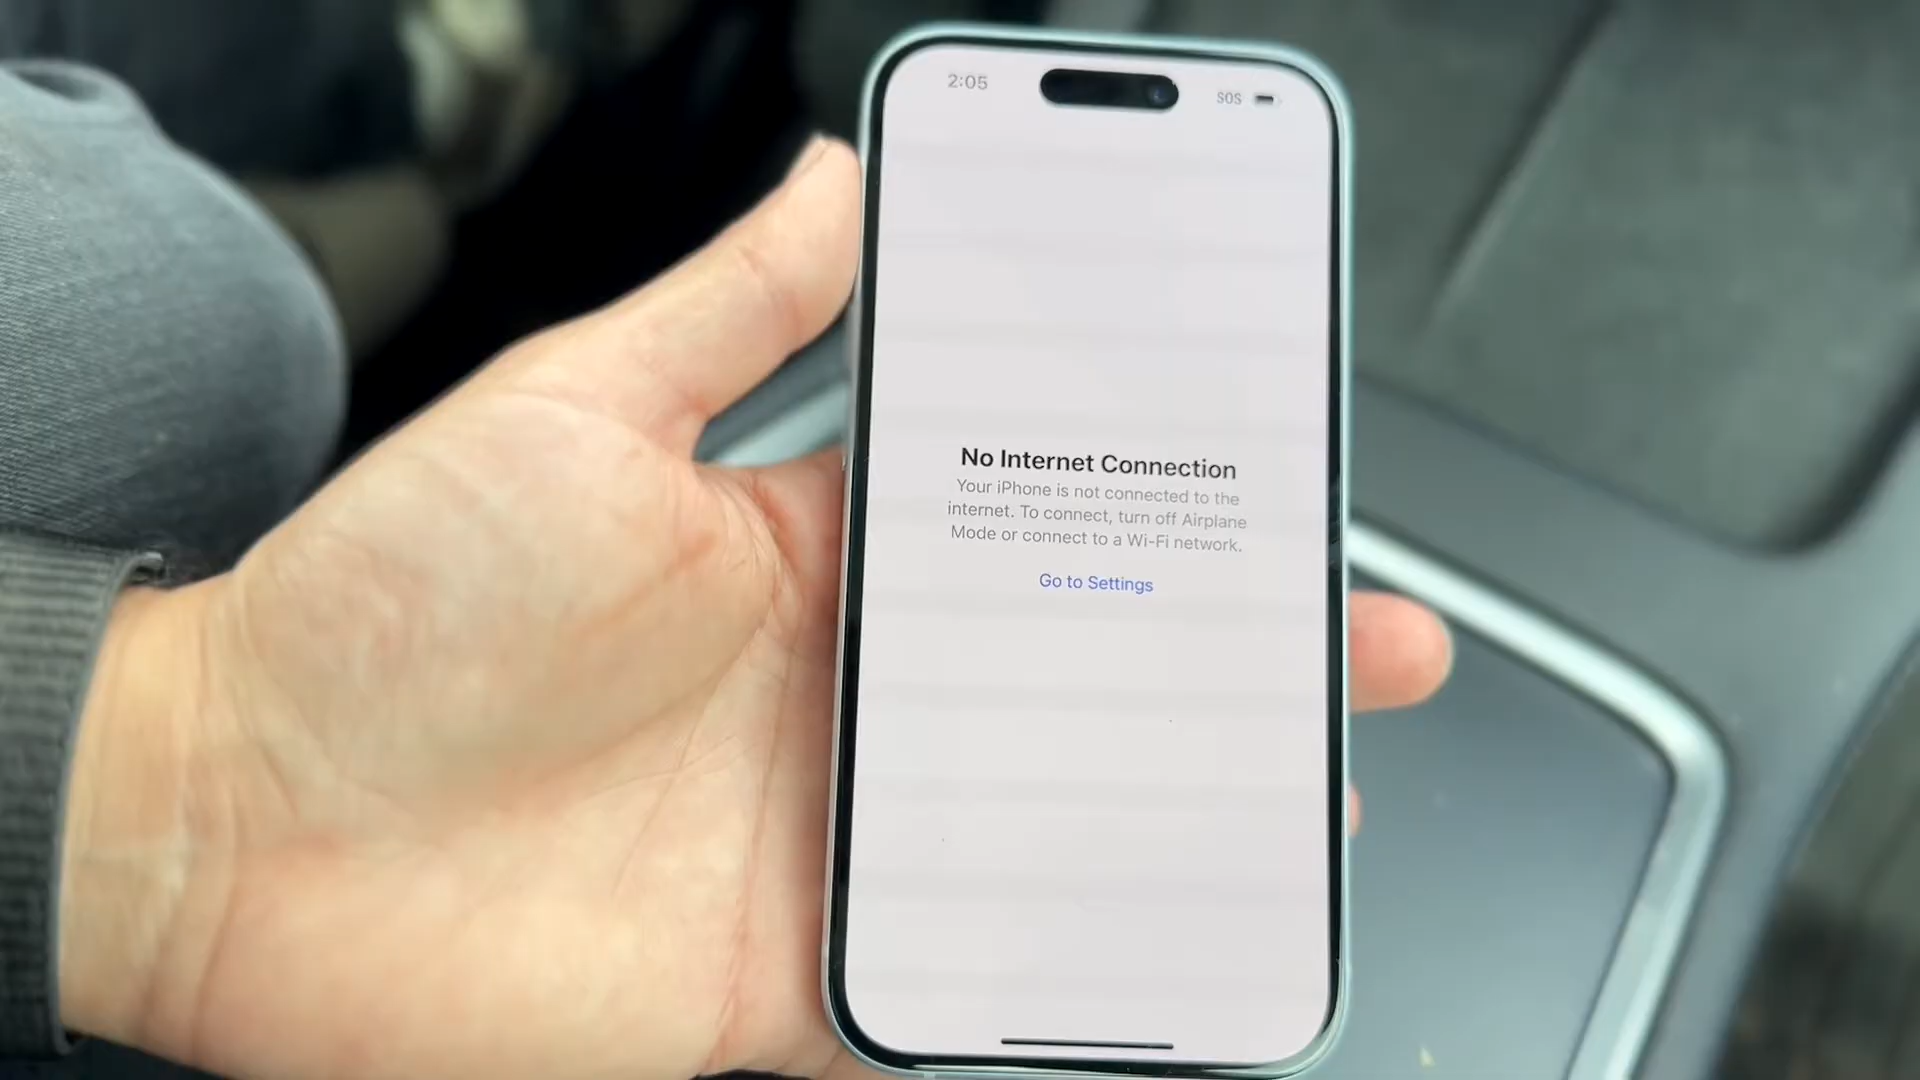 2:05
SOS
No Internet Connection
Your iPhone is not connected to the
internet. To connect, turn off Airplane
Mode or connect to a Wi-Fi network.
Go to Settings